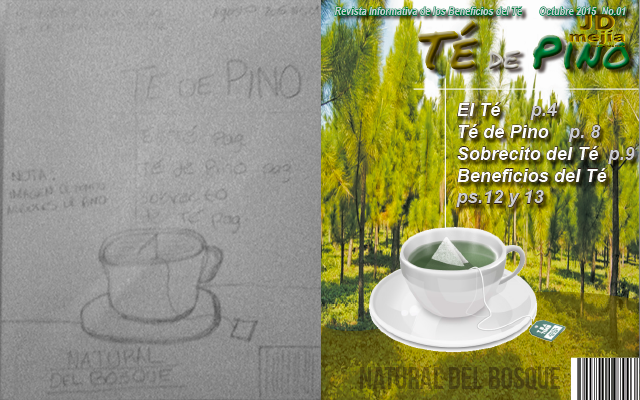 TÉ DE PINO
El Té pag.
Té de Pino pag.
NOTA:
IMAGEN
NATURAL
DEL BOSQUE
Revista Informativa de los Beneficios del Té Octubre 2015 No.01
JD
mejía
TÉ DE PINO
El Té p.4
Té de Pino p. 8
Sobrecito del Té p.9
Beneficios del Té
ps.12 y 13
NATURAL DEL BOSQUE